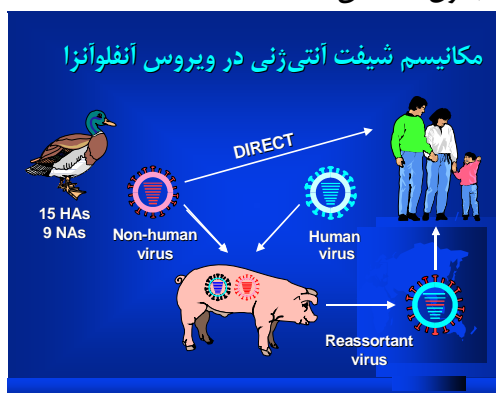 مکانیسم شیفت آنتی‌ژنی در ویروس آنفلوآنزا
DIRECT
15 HAs
9 NAs
Non-human
virus
Human
virus
Reassortant
virus